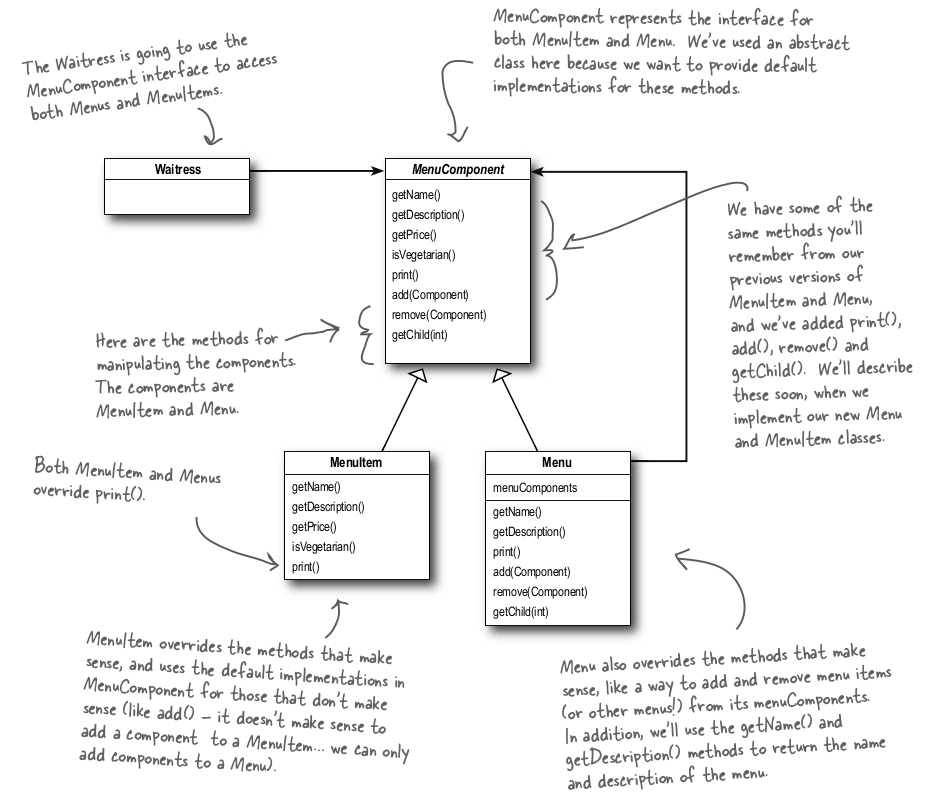 MenuComponent represents the interface for
both MenuItem and Menu. We've used an abstract
class here because we want to provide default
implementations for these methods.
The Waitress is going to use the
MenuComponent interface to access
both Menus and MenuItems.
Waitress
MenuComponent
getName()
getDescription()
getPrice()
isVegetarian()
print()
add(Component)
remove(Component)
getChild(int)
We have some of the
same methods you'll
remember from our
previous versions of
MenuItem and Menu,
and we've added print(),
add(), remove() and
getChild(). We'll describe
these soon, when we
implement our new Menu
and MenuItem classes.
Here are the methods for
manipulating the components.
The components are
MenuItem and Menu.
Both MenuItem and Menus
override print().
MenuItem
getName()
getDescription()
getPrice()
isVegetarian()
print()
Menu
menuComponents
getName()
getDescription()
print()
add(Component)
remove(Component)
getChild(int)
MenuItem overrides the methods that make
sense, and uses the default implementations in
MenuComponent for those that don't make
sense (like add() – it doesn't make sense to
add a component to a MenuItem... we can only
add components to a Menu).
Menu also overrides the methods that make
sense, like a way to add and remove menu items
(or other menus!) from its menuComponents.
In addition, we'll use the getName() and
getDescription() methods to return the name
and description of the menu.